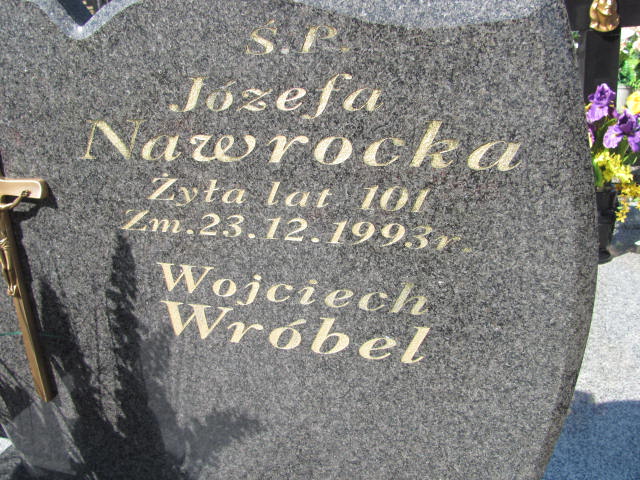 Ś.P.
Józefa
Nawrocka
Żyła lat 101
Zm.23.12.1993r.
Wojciech
Wróbel